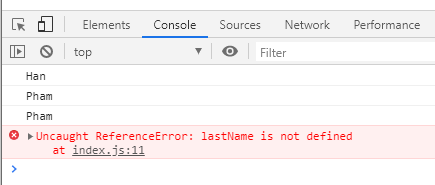 Elements Console Sources Network Performance
top Filter
Han
Pham
Pham
Uncaught ReferenceError: lastName is not defined
at index.js:11